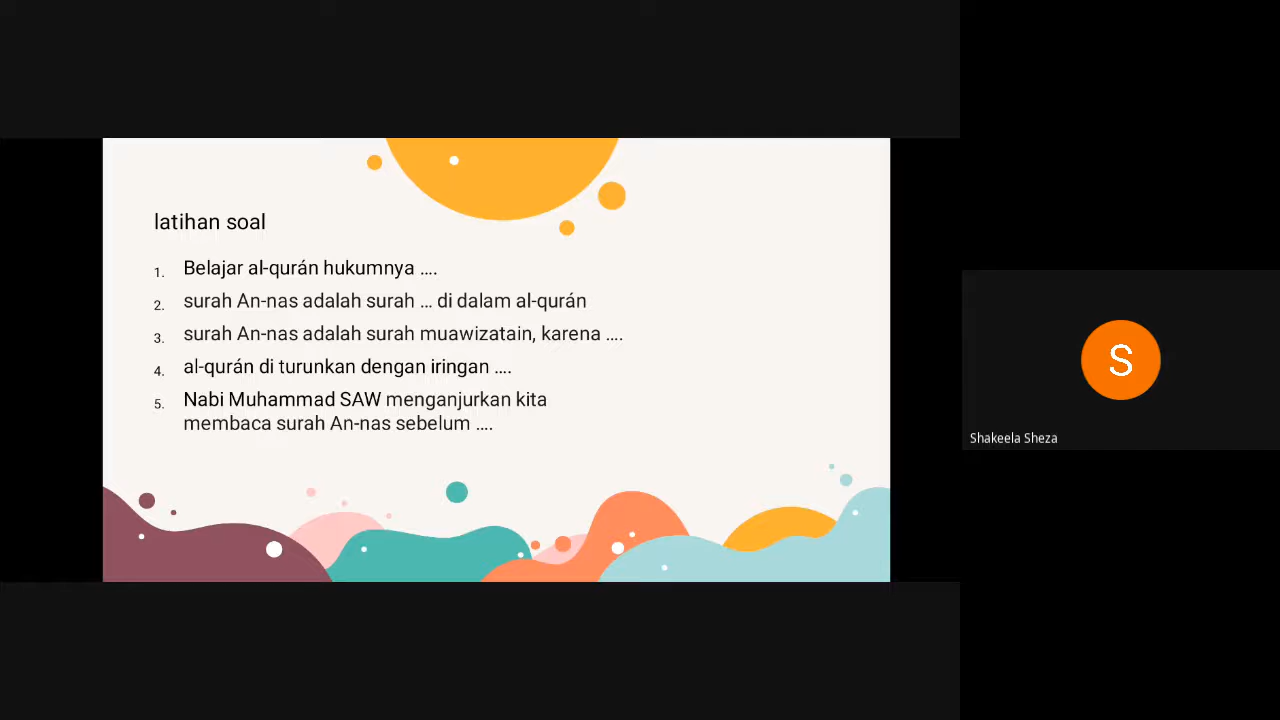 latihan soal
1. Belajar al-qurán hukumnya ....
2. surah An-nas adalah surah ... di dalam al-qurán
3. surah An-nas adalah surah muawizatain, karena ....
4. al-qurán di turunkan dengan iringan ....
5. Nabi Muhammad SAW menganjurkan kita
membaca surah An-nas sebelum ....
S
Shakeela Sheza